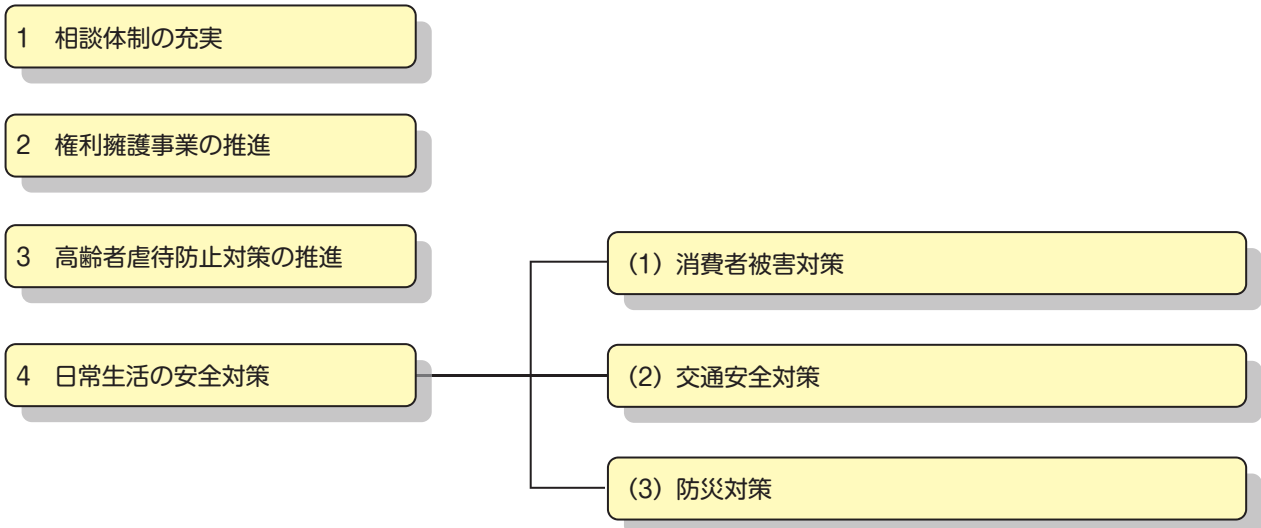 1　相談体制の充実
2　権利擁護事業の推進
3　高齢者虐待防止対策の推進
4　日常生活の安全対策
（1）消費者被害対策
（2）交通安全対策
（3）防災対策